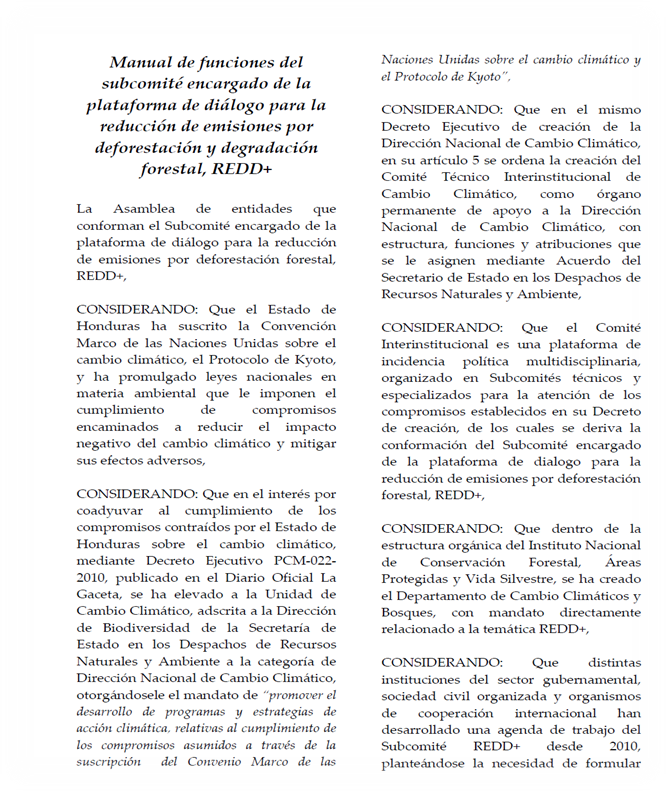 Manual de funciones del
subcomité encargado de la
plataforma de diálogo para la
reducción de emisiones por
deforestación y degradación
forestal, REDD+
La Asamblea de entidades que
conforman el Subcomité encargado de la
plataforma de diálogo para la reducción
de emisiones por deforestación forestal,
REDD+,
CONSIDERANDO: Que el Estado de
Honduras ha suscrito la Convención
Marco de las Naciones Unidas sobre el
cambio climático, el Protocolo de Kyoto,
y ha promulgado leyes nacionales en
materia ambiental que le imponen el
cumplimiento de compromisos
encaminados a reducir el impacto
negativo del cambio climático y mitigar
sus efectos adversos,
CONSIDERANDO: Que en el interés por
coadyuvar al cumplimiento de los
compromisos contraídos por el Estado de
Honduras sobre el cambio climático,
mediante Decreto Ejecutivo PCM-022-
2010, publicado en el Diario Oficial La
Gaceta, se ha elevado a la Unidad de
Cambio Climático, adscrita a la Dirección
de Biodiversidad de la Secretaría de
Estado en los Despachos de Recursos
Naturales y Ambiente a la categoría de
Dirección Nacional de Cambio Climático,
otorgándosele el mandato de “promover el
desarrollo de programas y estrategias de
acción climática, relativas al cumplimiento de
los compromisos asumidos a través de la
suscripción del Convenio Marco de las
Naciones Unidas sobre el cambio climático y
el Protocolo de Kyoto”,
CONSIDERANDO: Que en el mismo
Decreto Ejecutivo de creación de la
Dirección Nacional de Cambio Climático,
en su artículo 5 se ordena la creación del
Comité Técnico Interinstitucional de
Cambio Climático, como órgano
permanente de apoyo a la Dirección
Nacional de Cambio Climático, con
estructura, funciones y atribuciones que
se le asignen mediante Acuerdo del
Secretario de Estado en los Despachos de
Recursos Naturales y Ambiente,
CONSIDERANDO: Que el Comité
Interinstitucional es una plataforma de
incidencia política multidisciplinaria,
organizado en Subcomités técnicos y
especializados para la atención de los
compromisos establecidos en su Decreto
de creación, de los cuales se deriva la
conformación del Subcomité encargado
de la plataforma de dialogo para la
reducción de emisiones por deforestación
forestal, REDD+,
CONSIDERANDO: Que dentro de la
estructura orgánica del Instituto Nacional
de Conservación Forestal, Áreas
Protegidas y Vida Silvestre, se ha creado
el Departamento de Cambio Climáticos y
Bosques, con mandato directamente
relacionado a la temática REDD+,
CONSIDERANDO: Que distintas
instituciones del sector gubernamental,
sociedad civil organizada y organismos
de cooperación internacional han
desarrollado una agenda de trabajo del
Subcomité REDD+ desde 2010,
planteándose la necesidad de formular